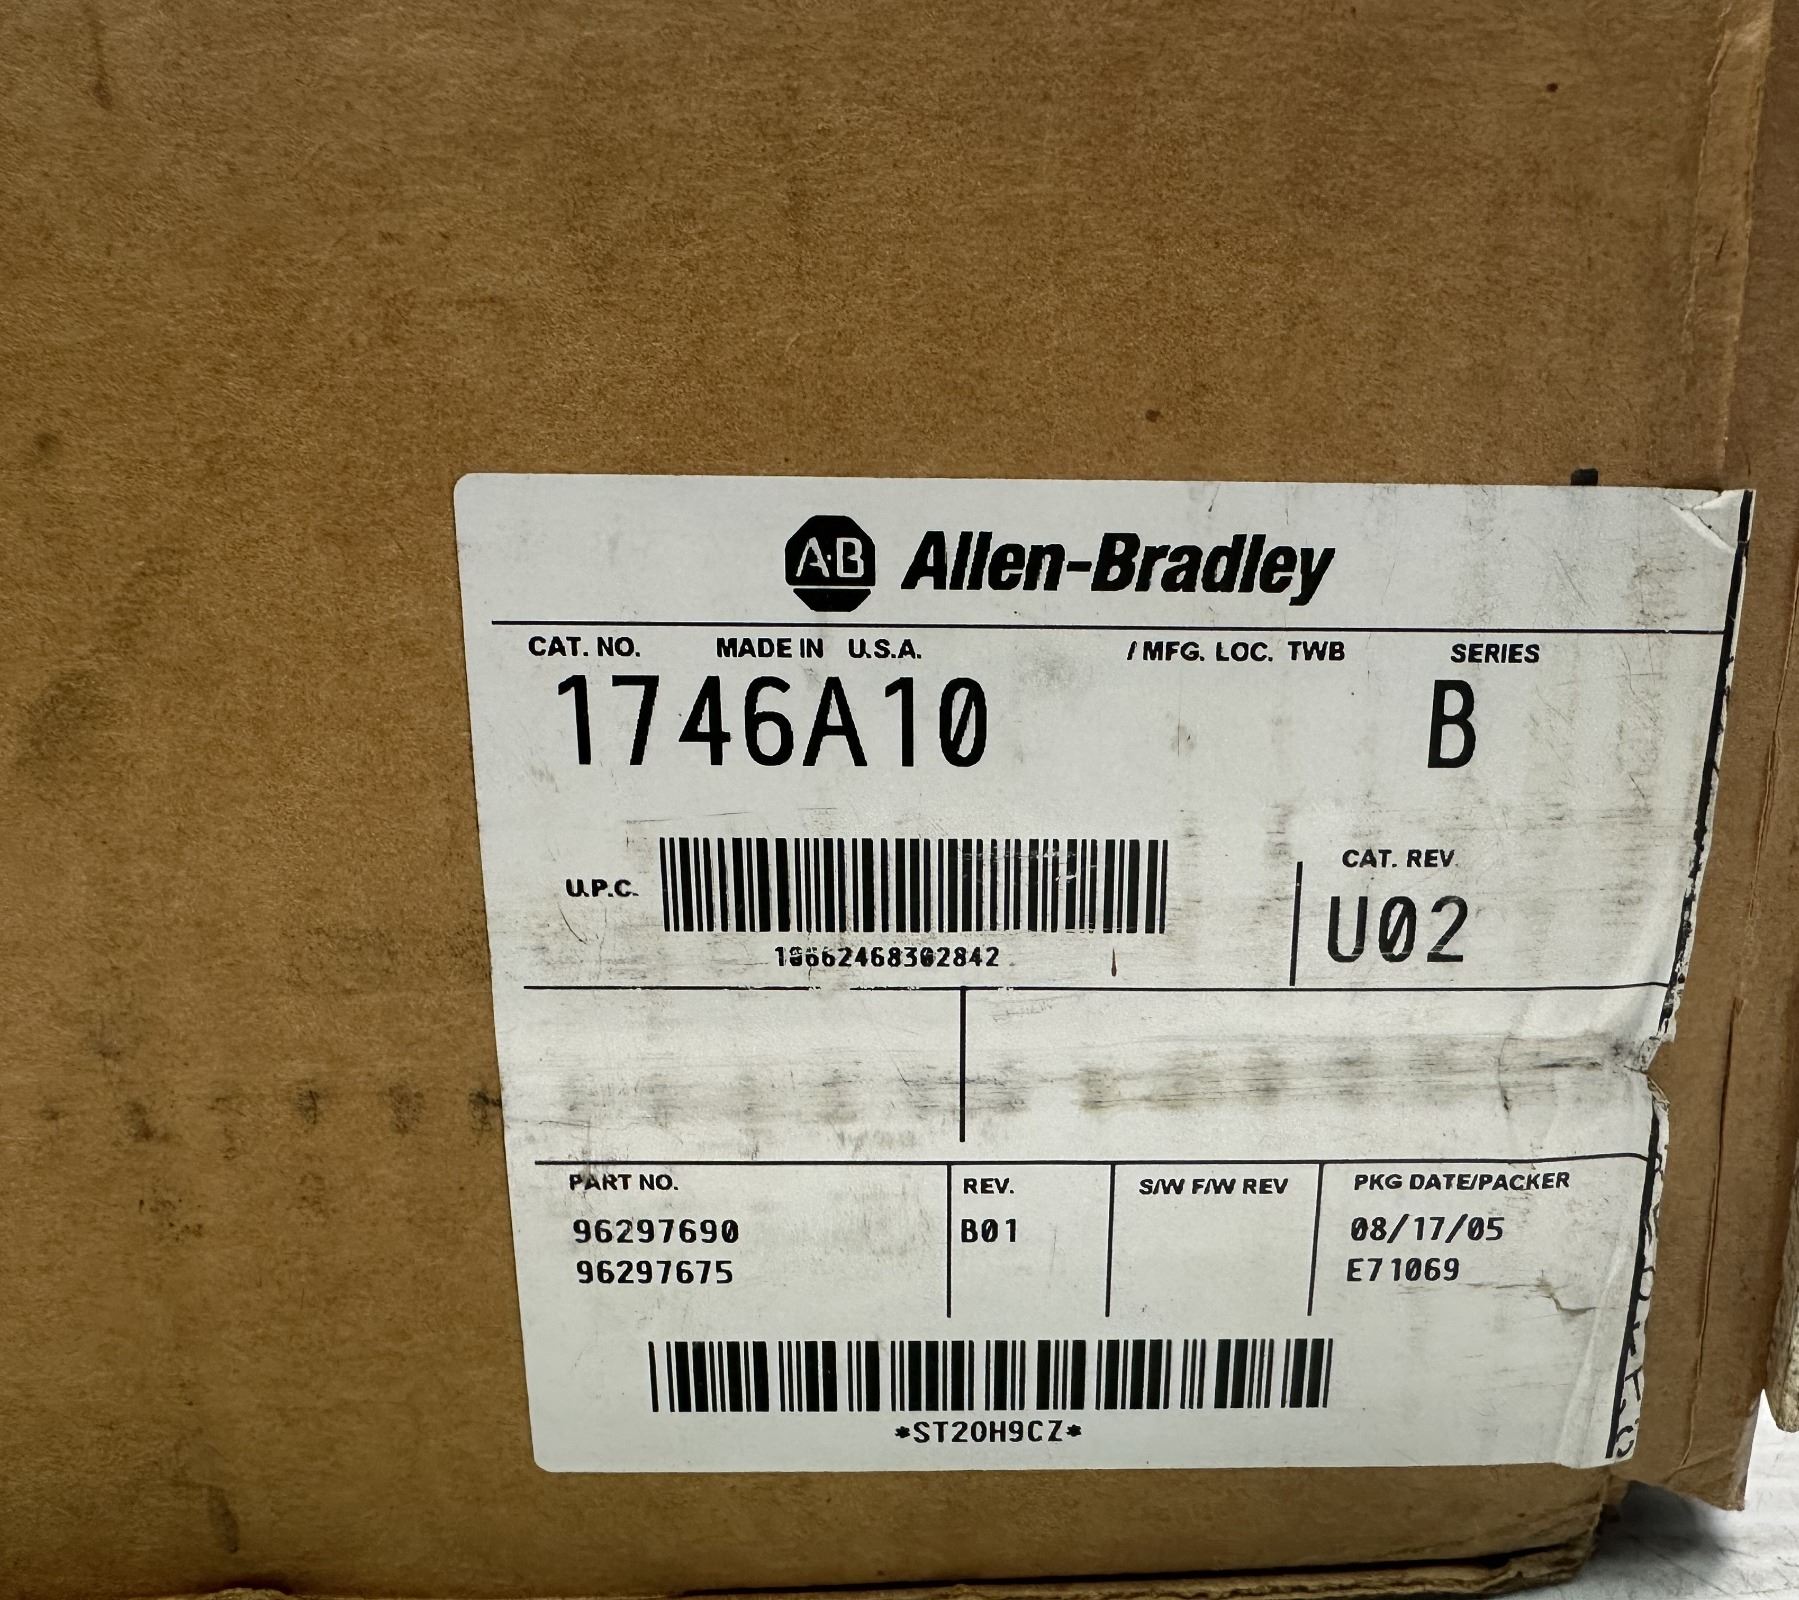 A-B Allen-Bradley
CAT. NO. MADE IN U.S.A. / MFG. LOC. TWB SERIES
1746A10 B
U.P.C. CAT. REV.
10662468302842 U02
PART NO. REV. S/W F/W REV PKG DATE/PACKER
96297690 B01 08/17/05
96297675 E71069
*ST20H9CZ*